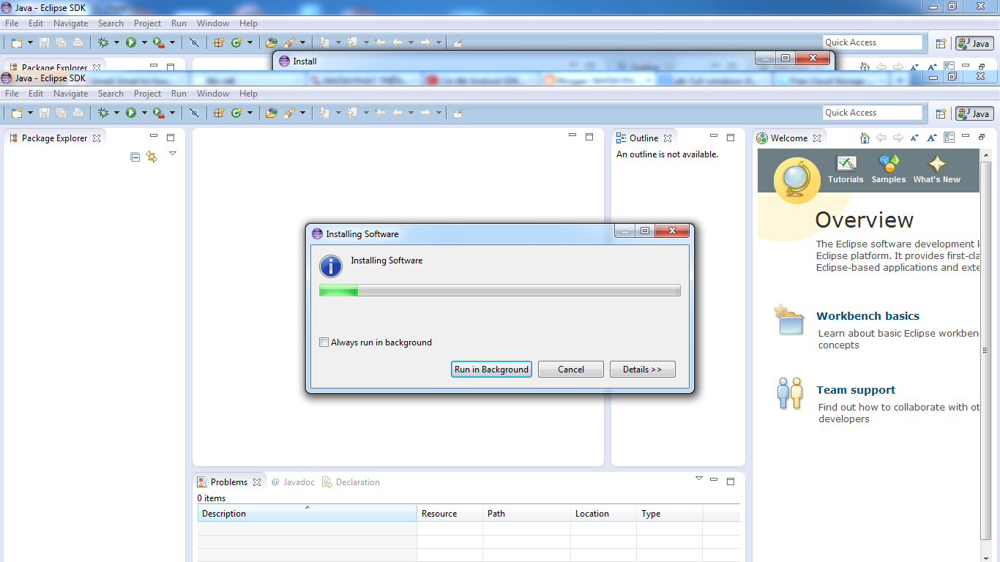 Java - Eclipse SDK
File Edit Navigate Search Project Run Window Help
Quick Access
Java
Package Explorer
Install
Java - Eclipse SDK
File Edit Navigate Search Project Run Window Help
Quick Access
Java
Package Explorer
Outline
An outline is not available.
Welcome
Tutorials Samples What's New
Overview
The Eclipse software development
Eclipse platform. It provides first-cla
Eclipse-based applications and exte
Workbench basics
Learn about basic Eclipse workben
concepts
Team support
Find out how to collaborate with ot
developers
Installing Software
Installing Software
Always run in background
Run in Background Cancel Details >>
Problems @ Javadoc Declaration
0 items
Description Resource Path Location Type